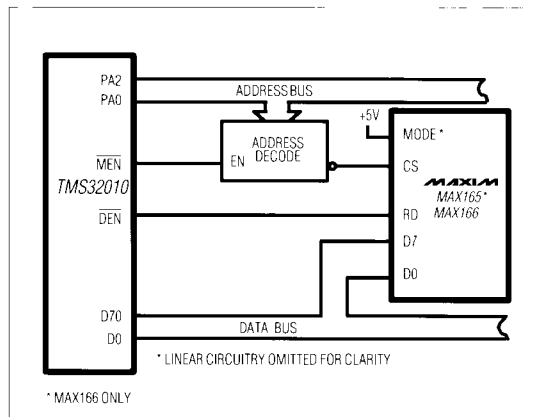 PA2
PA0
ADDRESS BUS
+5V
ADDRESS
DECODE
EN
MODE *
CS
MEN
TMS32010
DEN
MAXIM
MAX165*
MAX166
RD
D7
D0
D70
D0
DATA BUS
* LINEAR CIRCUITRY OMITTED FOR CLARITY
* MAX166 ONLY